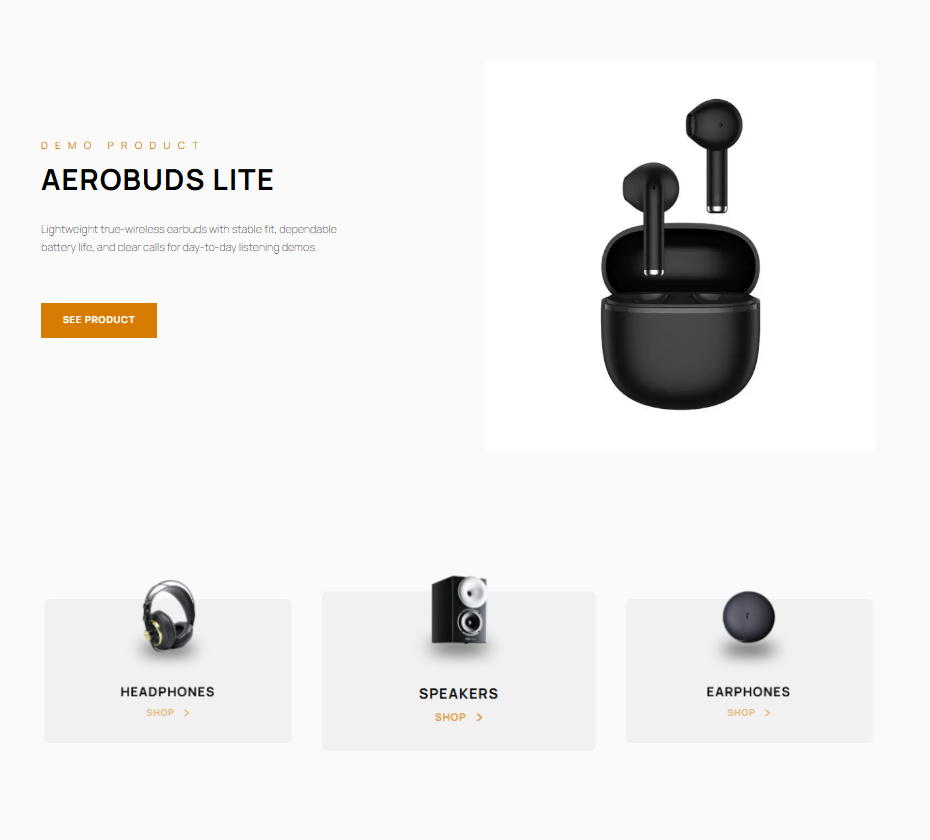 DEMO PRODUCT
AEROBUDS LITE
Lightweight true-wireless earbuds with stable fit, dependable
battery life, and clear calls for day-to-day listening demos.
SEE PRODUCT
HEADPHONES
SHOP
SPEAKERS
SHOP
EARPHONES
SHOP